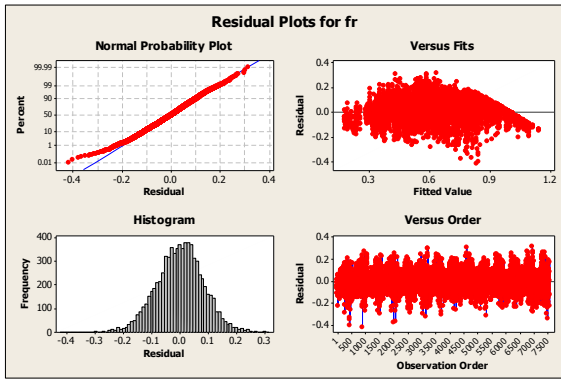 Residual Plots for fr
Normal Probability Plot
99.99
99
90
50
10
1
0.01
Percent
-0.4 -0.2 0.0 0.2 0.4
Residual
Versus Fits
0.4
0.2
0.0
-0.2
-0.4
Residual
0.3 0.6 0.9 1.2
Fitted Value
Histogram
400
300
200
100
0
Frequency
-0.4 -0.3 -0.2 -0.1 0.0 0.1 0.2 0.3
Residual
Versus Order
0.4
0.2
0.0
-0.2
-0.4
Residual
1 500 1000 1500 2000 2500 3000 3500 4000 4500 5000 5500 6000 6500 7000 7500
Observation Order